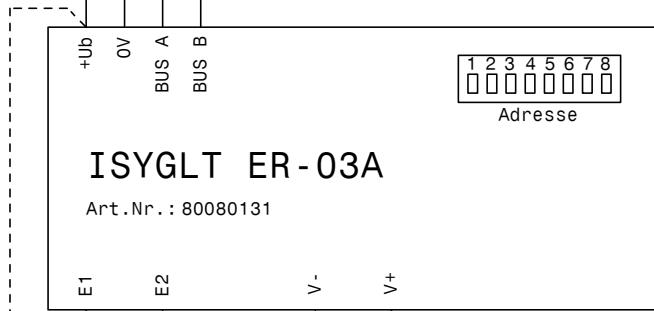 +Ub
0V
BUS A
BUS B
1 2 3 4 5 6 7 8
Adresse
ISYGLT ER-03A
Art.Nr.: 80080131
E1
E2
V-
V+